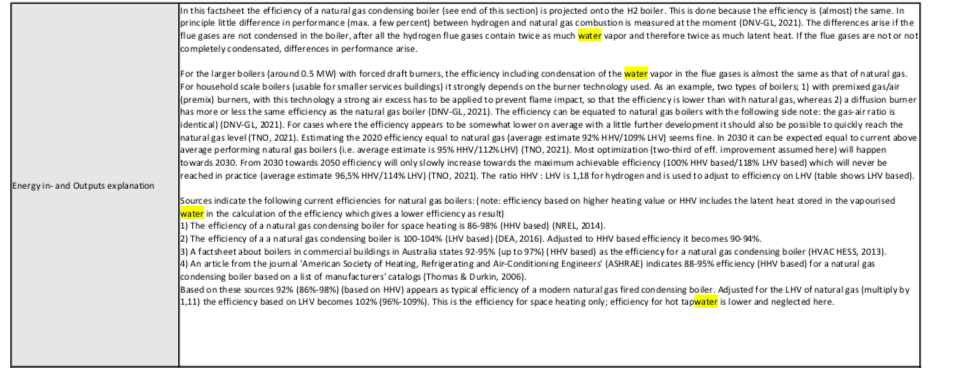 In this factsheet the efficiency of a natural gas condensing boiler (see end of this section) is projected onto the H2 boiler. This is done because the efficiency is (almost) the same. In
principle little difference in performance (max. a few percent) between hydrogen and natural gas combustion is measured at the moment (DNV-GL, 2021). The differences arise if the
flue gases are not condensed in the boiler, after all the hydrogen flue gases contain twice as much water vapor and therefore twice as much latent heat. If the flue gases are not or not
completely condensated, differences in performance arise.
For the larger boilers (around 0.5 MW) with forced draft burners, the efficiency including condensation of the water vapor in the flue gases is almost the same as that of natural gas.
For household scale boilers (usable for smaller services buildings) it strongly depends on the burner technology used. As an example, two types of boilers; 1) with premixed gas/air
(premix) burners, with this technology a strong air excess has to be applied to prevent flame impact, so that the efficiency is lower than with natural gas, whereas 2) a diffusion burner
has more or less the same efficiency as the natural gas boiler (DNV-GL, 2021). The efficiency can be equated to natural gas boilers with the following side note: the gas-air ratio is
identical) (DNV-GL, 2021). For cases where the efficiency appears to be somewhat lower on average with a little further development it should also be possible to quickly reach the
natural gas level (TNO, 2021). Estimating the 2020 efficiency equal to natural gas (average estimate 92% HHV/109% LHV) seems fine. In 2030 it can be expected equal to current above
average performing natural gas boilers (i.e. average estimate is 95% HHV/112%LHV) (TNO, 2021). Most optimization (two-third of eff. improvement assumed here) will happen
towards 2030. From 2030 towards 2050 efficiency will only slowly increase towards the maximum achievable efficiency (100% HHV based/118% LHV based) which will never be
reached in practice (average estimate 96,5% HHV/114% LHV) (TNO, 2021). The ratio HHV : LHV is 1,18 for hydrogen and is used to adjust to efficiency on LHV (table shows LHV based).
Energy in- and Outputs explanation
Sources indicate the following current efficiencies for natural gas boilers: (note: efficiency based on higher heating value or HHV includes the latent heat stored in the vapourised
water in the calculation of the efficiency which gives a lower efficiency as result)
1) The efficiency of a natural gas condensing boiler for space heating is 86-98% (HHV based) (NREL, 2014).
2) The efficiency of a a natural gas condensing boiler is 100-104% (LHV based) (DEA, 2016). Adjusted to HHV based efficiency it becomes 90-94%.
3) A factsheet about boilers in commercial buildings in Australia states 92-95% (up to 97%) (HHV based) as the efficiency for a natural gas condensing boiler (HVAC HESS, 2013).
4) An article from the journal 'American Society of Heating, Refrigerating and Air-Conditioning Engineers' (ASHRAE) indicates 88-95% efficiency (HHV based) for a natural gas
condensing boiler based on a list of manufacturers' catalogs (Thomas & Durkin, 2006).
Based on these sources 92% (86%-98%) (based on HHV) appears as typical efficiency of a modern natural gas fired condensing boiler. Adjusted for the LHV of natural gas (multiply by
1,11) the efficiency based on LHV becomes 102% (96%-109%). This is the efficiency for space heating only; efficiency for hot tapwater is lower and neglected here.